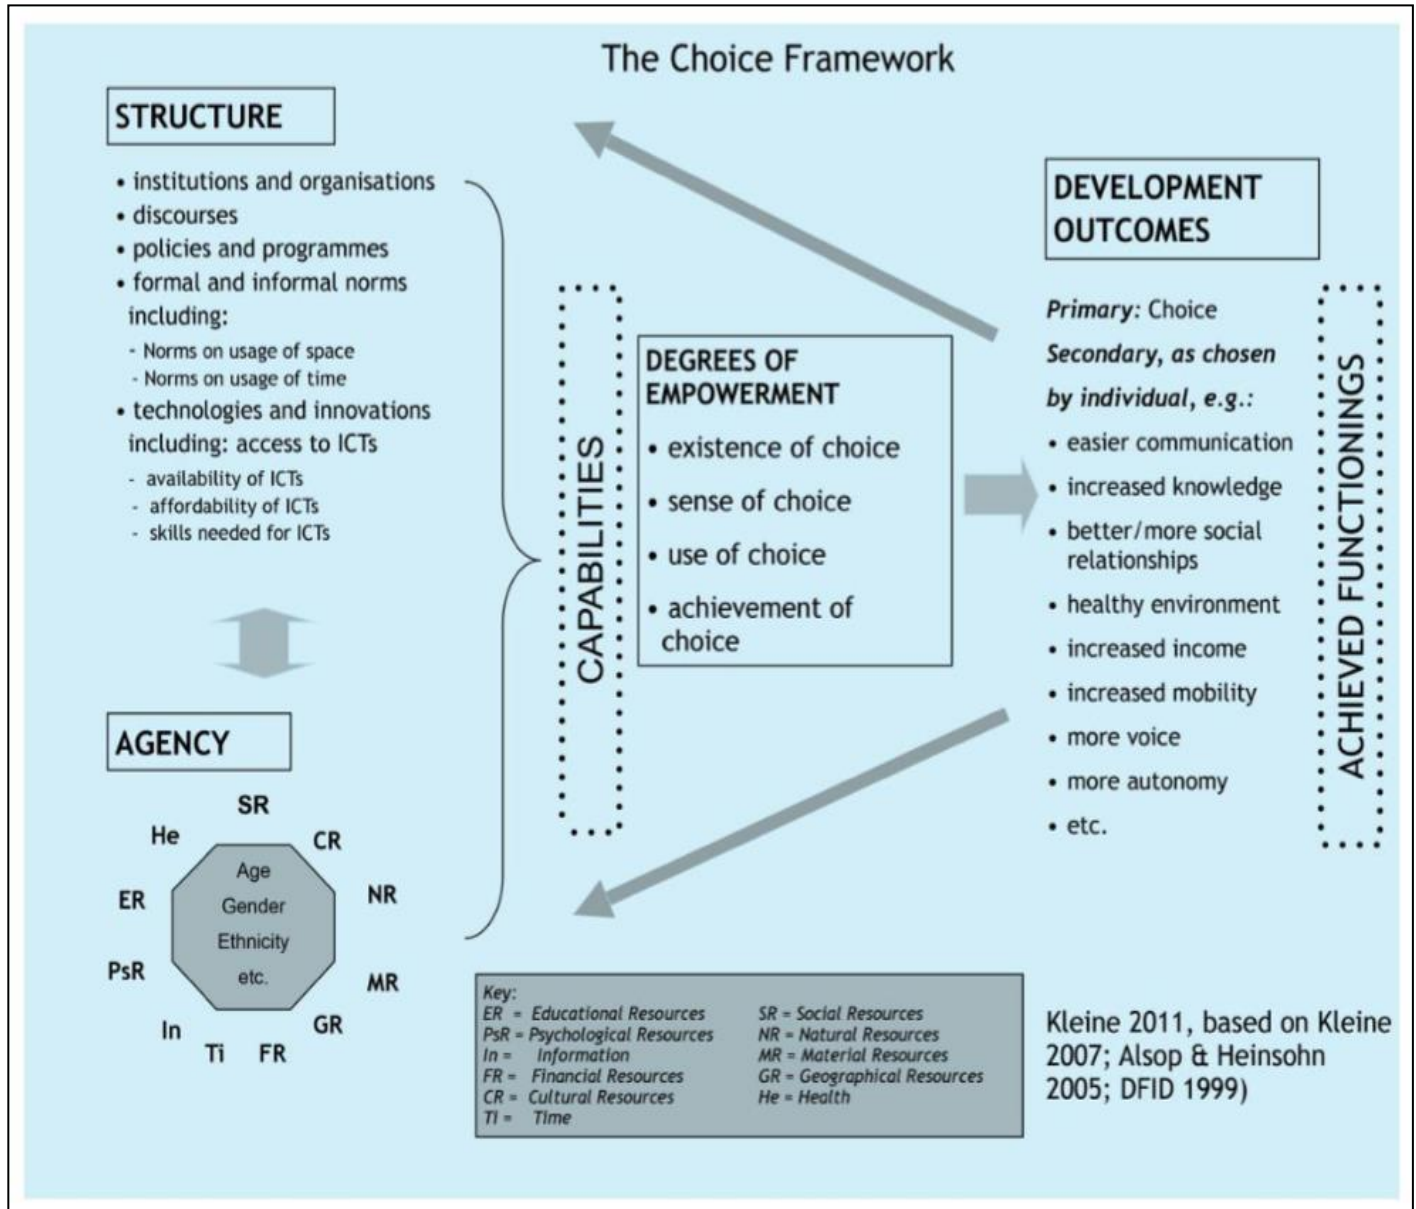 The Choice Framework
STRUCTURE
• institutions and organisations
• discourses
• policies and programmes
• formal and informal norms
including:
- Norms on usage of space
- Norms on usage of time
• technologies and innovations
including: access to ICTs
- availability of ICTs
- affordability of ICTs
- skills needed for ICTs
AGENCY
SR
He
CR
ER
NR
PsR
MR
In
GR
Ti
FR
Age
Gender
Ethnicity
etc.
CAPABILITIES
DEGREES OF
EMPOWERMENT
• existence of choice
• sense of choice
• use of choice
• achievement of
choice
DEVELOPMENT
OUTCOMES
Primary: Choice
Secondary, as chosen
by individual, e.g.:
• easier communication
• increased knowledge
• better/more social
relationships
• healthy environment
• increased income
• increased mobility
• more voice
• more autonomy
• etc.
ACHIEVED FUNCTIONINGS
Key:
ER = Educational Resources
PsR = Psychological Resources
In = Information
FR = Financial Resources
CR = Cultural Resources
Ti = Time
SR = Social Resources
NR = Natural Resources
MR = Material Resources
GR = Geographical Resources
He = Health
Kleine 2011, based on Kleine
2007; Alsop & Heinsohn
2005; DFID 1999)